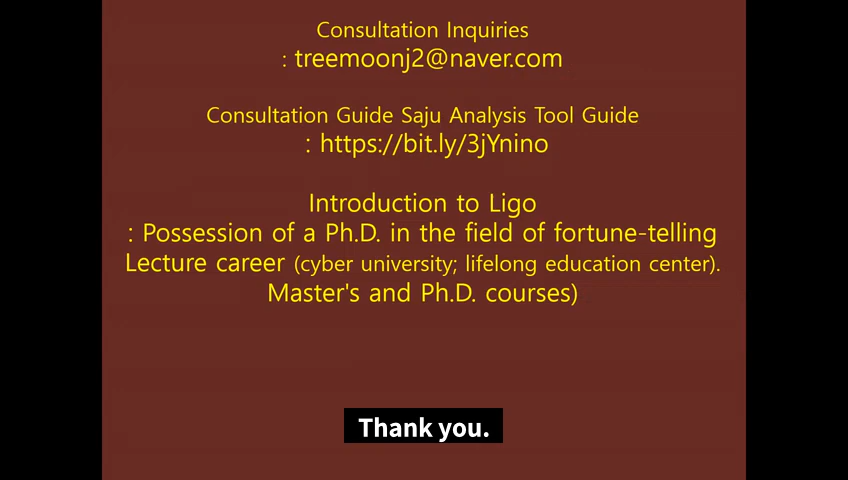 Consultation Inquiries
: treemoonj2@naver.com
Consultation Guide Saju Analysis Tool Guide
: https://bit.ly/3jYnino
Introduction to Ligo
: Possession of a Ph.D. in the field of fortune-telling
Lecture career (cyber university; lifelong education center).
Master's and Ph.D. courses)
Thank you.